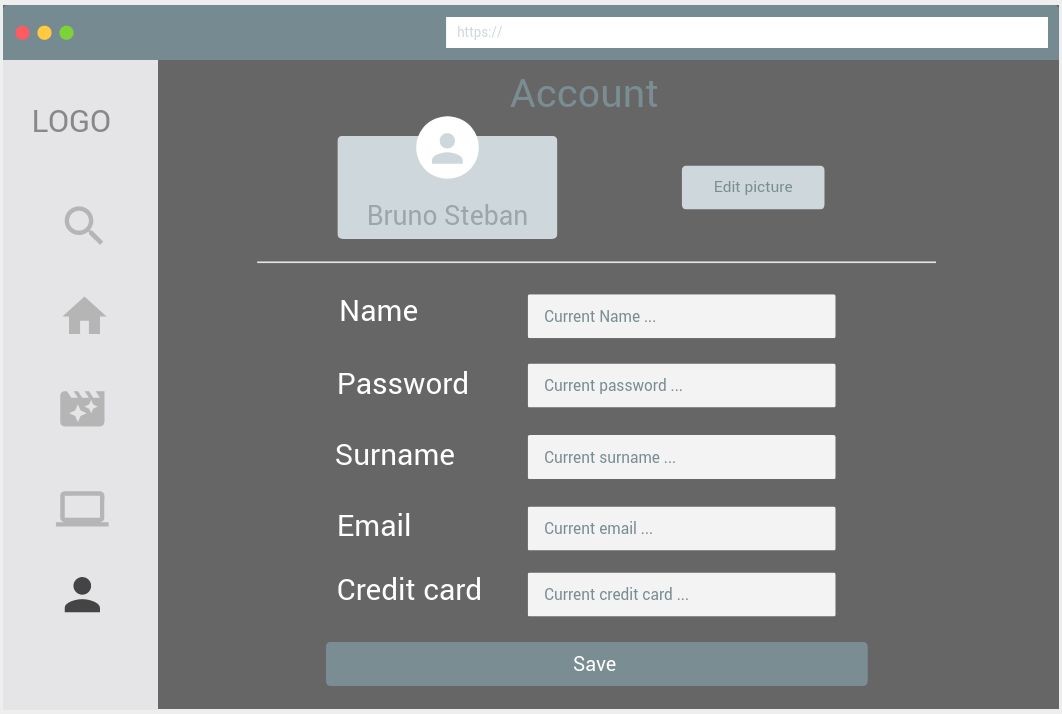 https://
LOGO
Account
Bruno Steban
Edit picture
Name
Current Name ...
Password
Current password ...
Surname
Current surname ...
Email
Current email ...
Credit card
Current credit card ...
Save